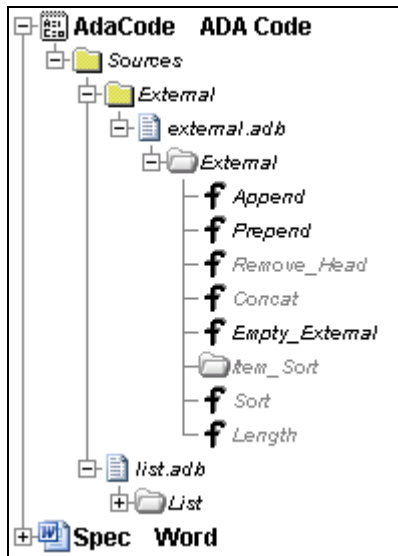 AdaCode ADA Code
Sources
External
external.adb
External
Append
Prepend
Remove_Head
Concat
Empty_External
Item_Sort
Sort
Length
list.adb
List
Spec Word